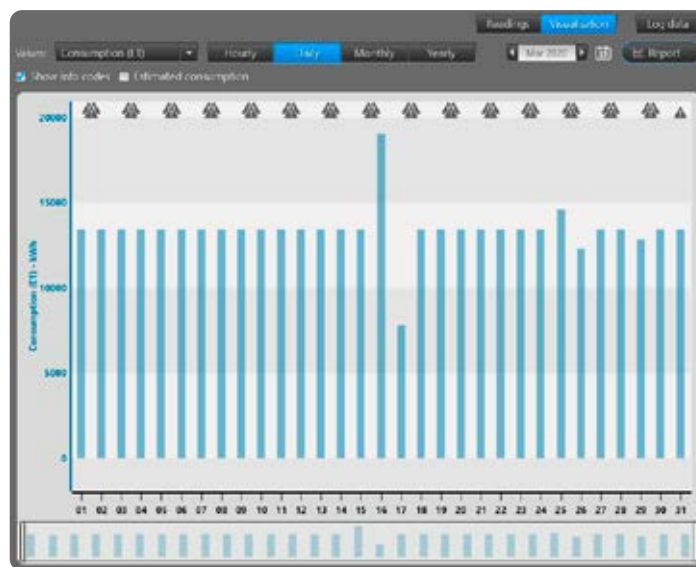 Readings Visualisation Log data
Values: Consumption (E1) Hourly Daily Monthly Yearly Mar 2020 Report
Show info codes Estimated consumption
20000
15000
10000
5000
0
Consumption (E1) - kWh
01 02 03 04 05 06 07 08 09 10 11 12 13 14 15 16 17 18 19 20 21 22 23 24 25 26 27 28 29 30 31